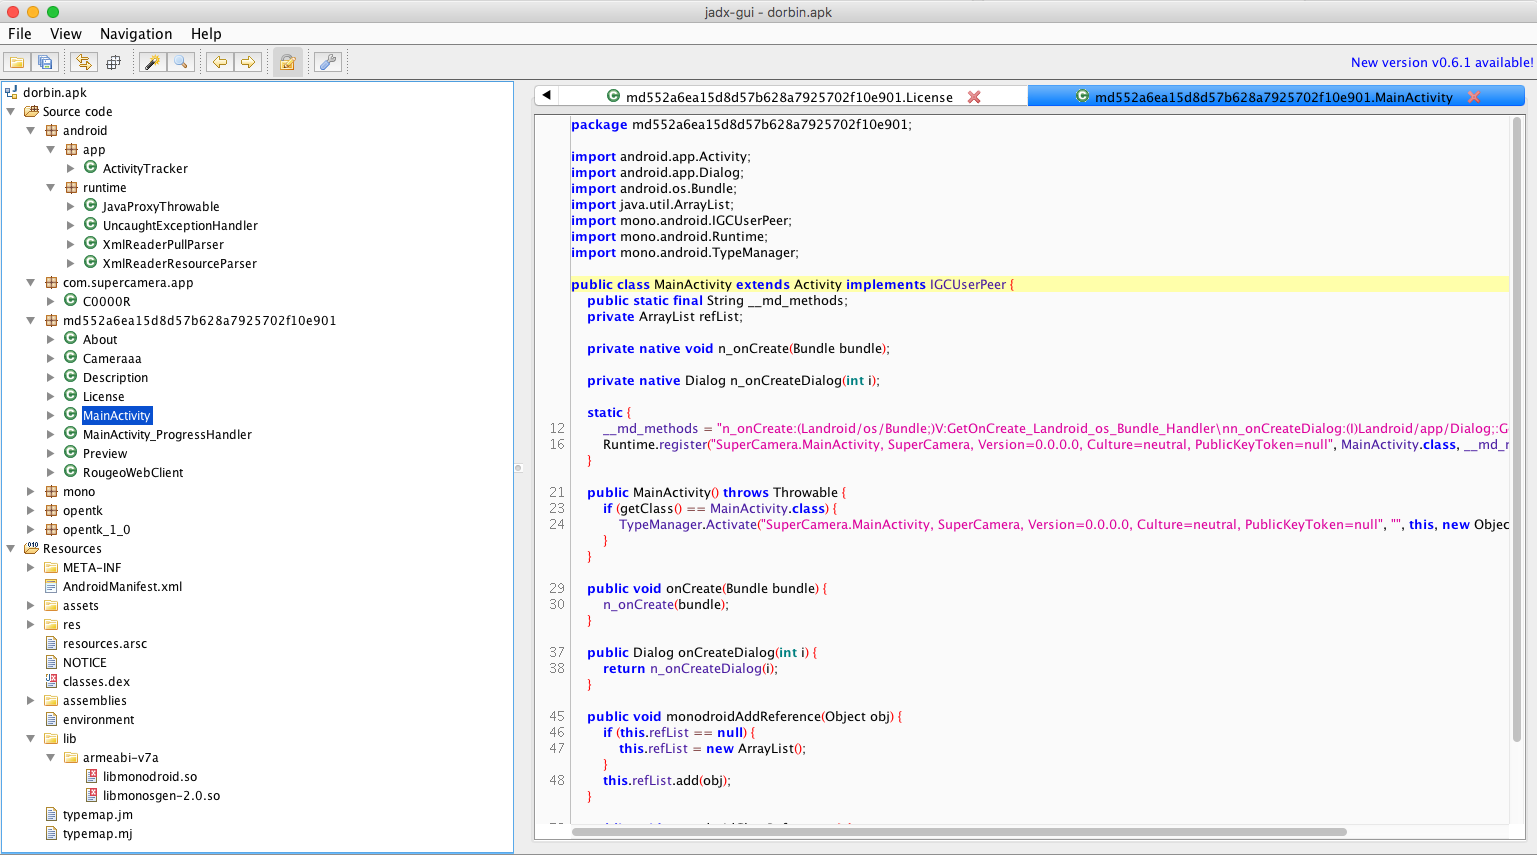 jadx-gui - dorbin.apk
File View Navigation Help
New version v0.6.1 available!
dorbin.apk
Source code
android
app
ActivityTracker
runtime
JavaProxyThrowable
UncaughtExceptionHandler
XmlReaderPullParser
XmlReaderResourceParser
com.supercamera.app
C0000R
md552a6ea15d8d57b628a7925702f10e901
About
Cameraaa
Description
License
MainActivity
MainActivity_ProgressHandler
Preview
RougeoWebClient
mono
opentk
opentk_1_0
Resources
META-INF
AndroidManifest.xml
assets
res
resources.arsc
NOTICE
classes.dex
assemblies
environment
lib
armeabi-v7a
libmonodroid.so
libmonosgen-2.0.so
typemap.jm
typemap.mj
md552a6ea15d8d57b628a7925702f10e901.License
md552a6ea15d8d57b628a7925702f10e901.MainActivity
package md552a6ea15d8d57b628a7925702f10e901;
import android.app.Activity;
import android.app.Dialog;
import android.os.Bundle;
import java.util.ArrayList;
import mono.android.IGCUserPeer;
import mono.android.Runtime;
import mono.android.TypeManager;
public class MainActivity extends Activity implements IGCUserPeer {
public static final String __md_methods;
private ArrayList refList;
private native void n_onCreate(Bundle bundle);
private native Dialog n_onCreateDialog(int i);
static {
12 __md_methods = "n_onCreate:(Landroid/os/Bundle;)V:GetOnCreate_Landroid_os_Bundle_Handler\nn_onCreateDialog:(I)Landroid/app/Dialog;:G
16 Runtime.register("SuperCamera.MainActivity, SuperCamera, Version=0.0.0.0, Culture=neutral, PublicKeyToken=null", MainActivity.class, __md_m
}
21 public MainActivity() throws Throwable {
23 if (getClass() == MainActivity.class) {
24 TypeManager.Activate("SuperCamera.MainActivity, SuperCamera, Version=0.0.0.0, Culture=neutral, PublicKeyToken=null", "", this, new Objec
}
}
29 public void onCreate(Bundle bundle) {
30 n_onCreate(bundle);
}
37 public Dialog onCreateDialog(int i) {
38 return n_onCreateDialog(i);
}
45 public void monodroidAddReference(Object obj) {
46 if (this.refList == null) {
47 this.refList = new ArrayList();
}
48 this.refList.add(obj);
}